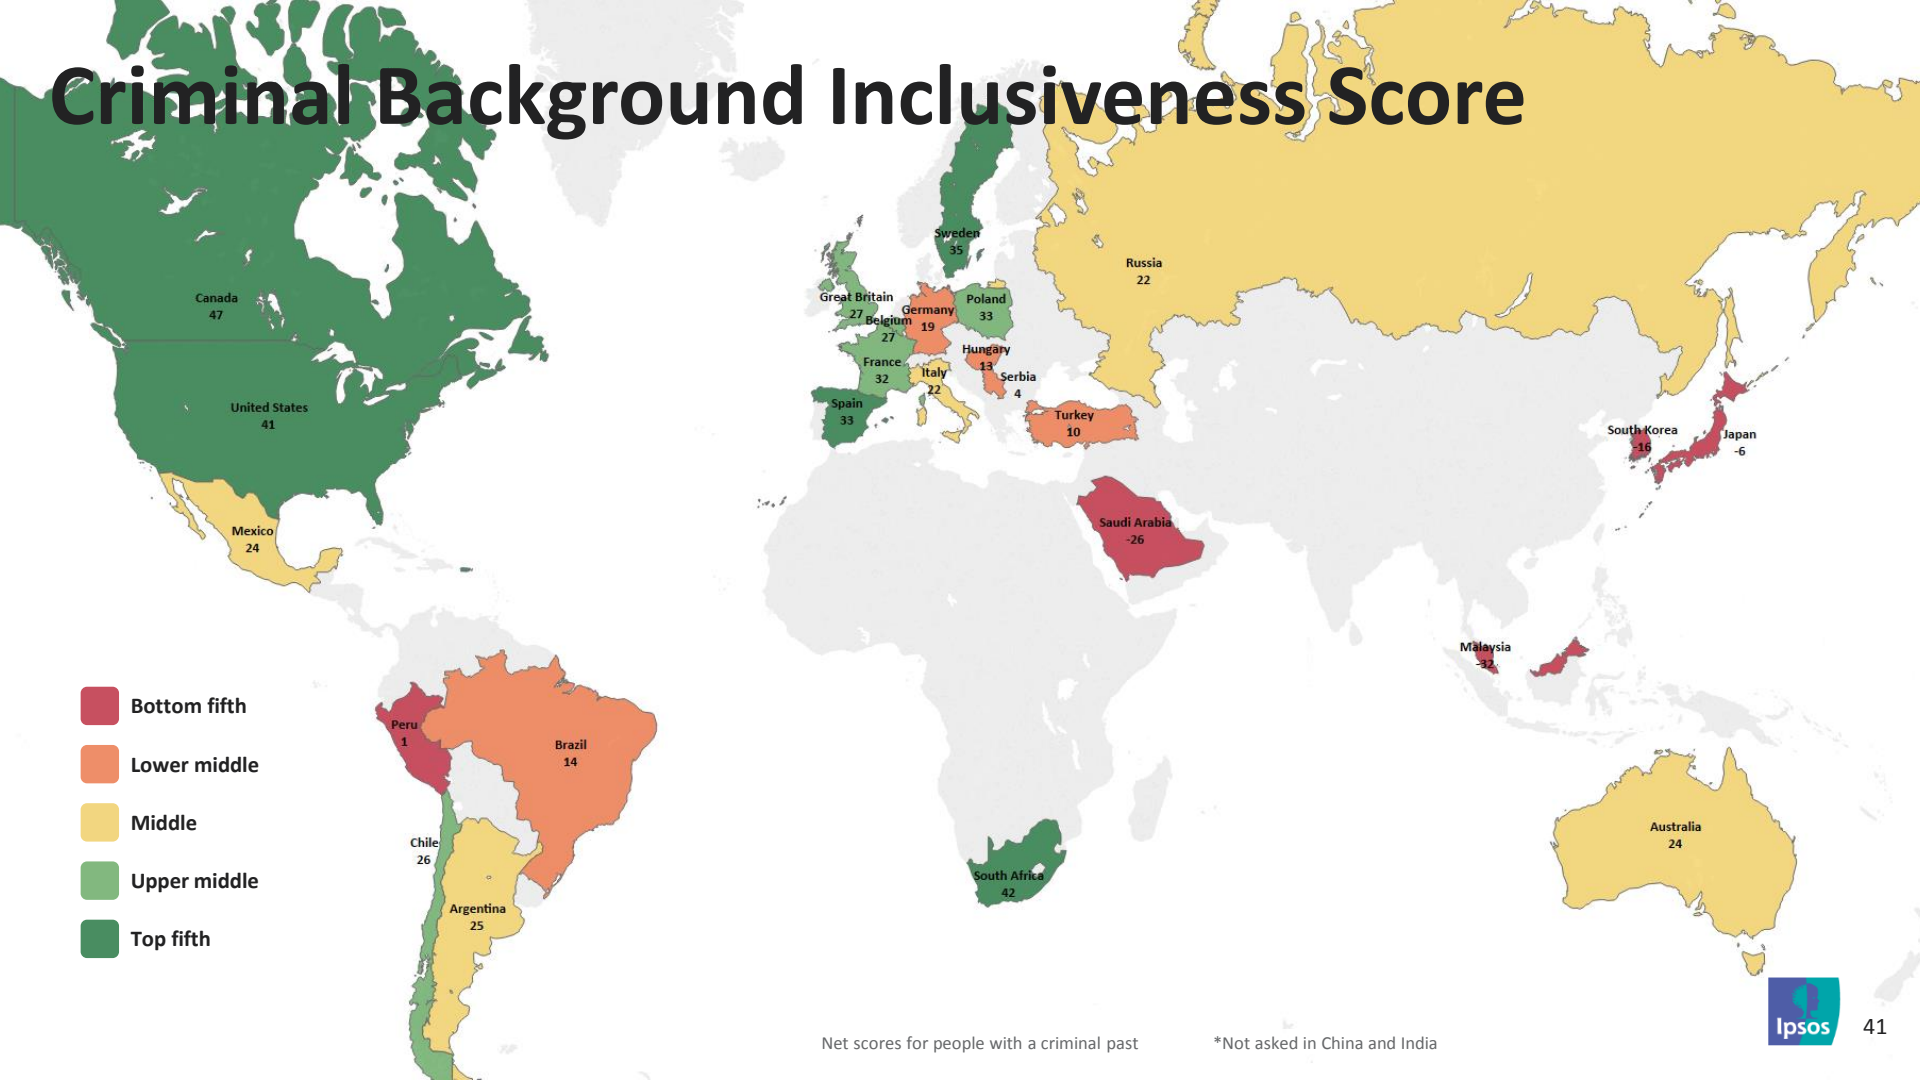 Criminal Background Inclusiveness Score
Canada
47
United States
41
Mexico
24
Sweden
35
Russia
22
Great Britain
27
Belgium
27
Germany
19
Poland
33
France
32
Hungary
13
Italy
22
Serbia
4
Spain
33
Turkey
10
South Korea
-16
Japan
-6
Saudi Arabia
-26
Malaysia
-32
Peru
1
Brazil
14
Chile
26
Argentina
25
South Africa
42
Australia
24
Bottom fifth
Lower middle
Middle
Upper middle
Top fifth
Net scores for people with a criminal past
*Not asked in China and India
Ipsos
41